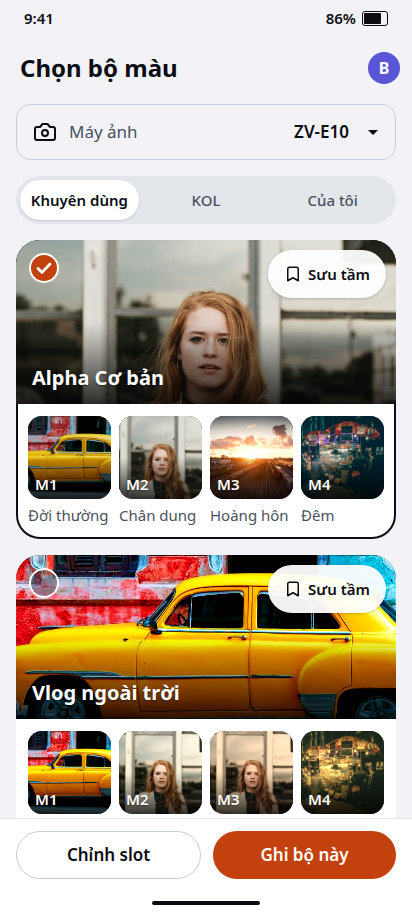 9:41
86%
Chọn bộ màu
B
Máy ảnh
ZV-E10
Khuyên dùng
KOL
Của tôi
Sưu tầm
Alpha Cơ bản
M1
M2
M3
M4
Đời thường
Chân dung
Hoàng hôn
Đêm
Sưu tầm
Vlog ngoài trời
M1
M2
M3
M4
Chỉnh slot
Ghi bộ này